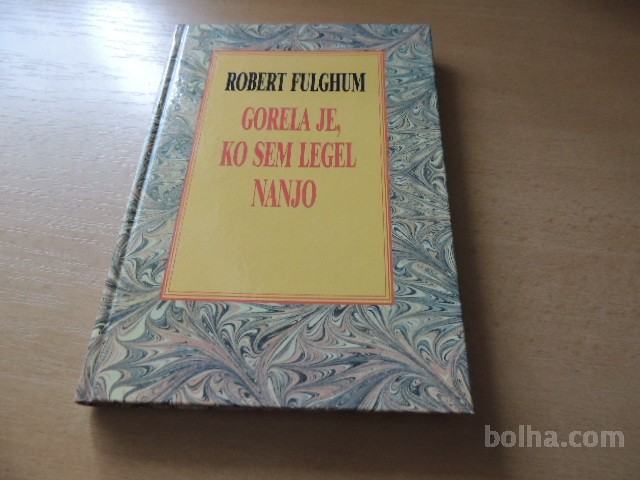 ROBERT FULGHUM
GORELA JE,
KO SEM LEGEL
NANJO
bolha.com